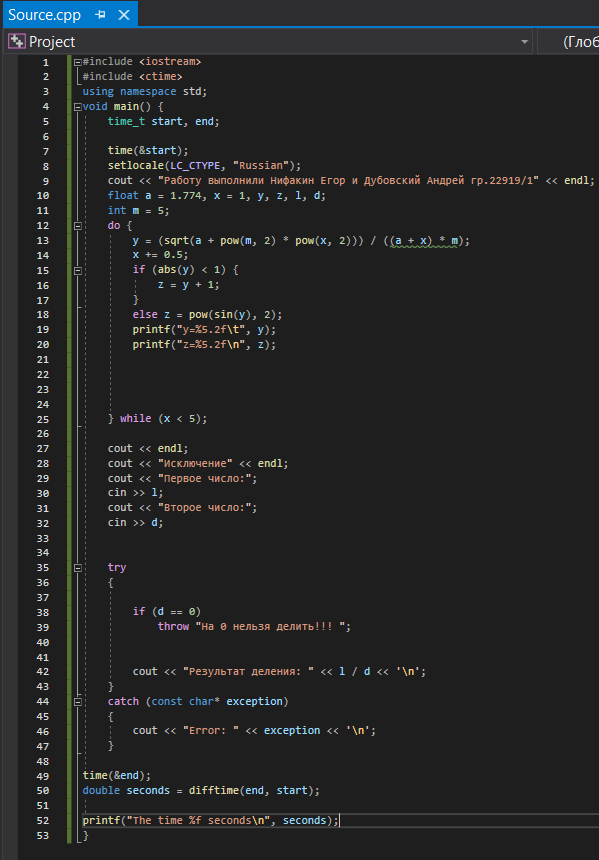 Source.cpp
Project
(Глоб
1 #include <iostream>
2 #include <ctime>
3 using namespace std;
4 void main() {
5 time_t start, end;
6
7 time(&start);
8 setlocale(LC_CTYPE, "Russian");
9 cout << "Работу выполнили Нифакин Егор и Дубовский Андрей гр.22919/1" << endl;
10 float a = 1.774, x = 1, y, z, l, d;
11 int m = 5;
12 do {
13 y = (sqrt(a + pow(m, 2) * pow(x, 2))) / ((a + x) * m);
14 x += 0.5;
15 if (abs(y) < 1) {
16 z = y + 1;
17 }
18 else z = pow(sin(y), 2);
19 printf("y=%5.2f\t", y);
20 printf("z=%5.2f\n", z);
21
22
23
24
25 } while (x < 5);
26
27 cout << endl;
28 cout << "Исключение" << endl;
29 cout << "Первое число:";
30 cin >> l;
31 cout << "Второе число:";
32 cin >> d;
33
34
35 try
36 {
37
38 if (d == 0)
39 throw "На 0 нельзя делить!!! ";
40
41
42 cout << "Результат деления: " << l / d << '\n';
43 }
44 catch (const char* exception)
45 {
46 cout << "Error: " << exception << '\n';
47 }
48
49 time(&end);
50 double seconds = difftime(end, start);
51
52 printf("The time %f seconds\n", seconds);
53 }